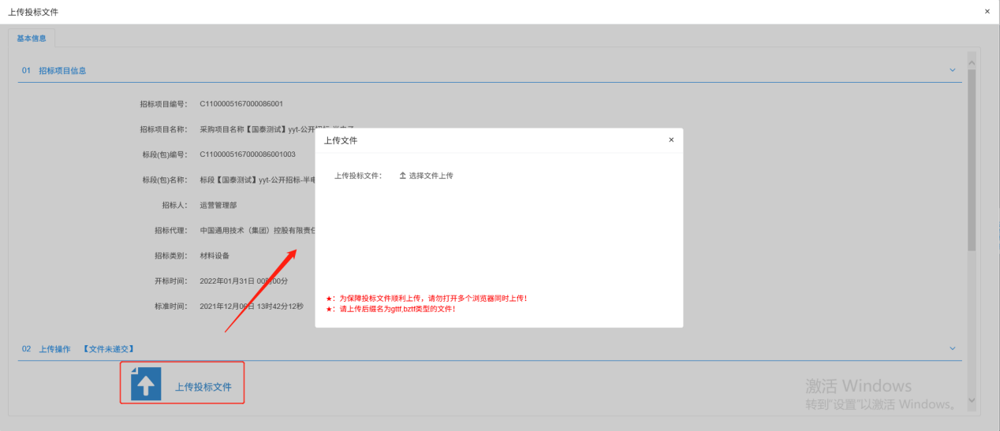 上传投标文件 ×
基本信息
01 招标项目信息
招标项目编号： C1100005167000086001
招标项目名称： 采购项目名称【国泰测试】yyt-公开招标-半电子
标段(包)编号： C1100005167000086001003
标段(包)名称： 标段【国泰测试】yyt-公开招标-半电
招标人： 运营管理部
招标代理： 中国通用技术（集团）控股有限责任
招标类别： 材料设备
开标时间： 2022年01月31日 00时00分
标准时间： 2021年12月06日 13时42分12秒
上传文件 ×
上传投标文件： 选择文件上传
★：为保障投标文件顺利上传，请勿打开多个浏览器同时上传！
★：请上传后缀名为gttf,bztf类型的文件！
02 上传操作 【文件未递交】
上传投标文件
激活 Windows
转到"设置"以激活 Windows。